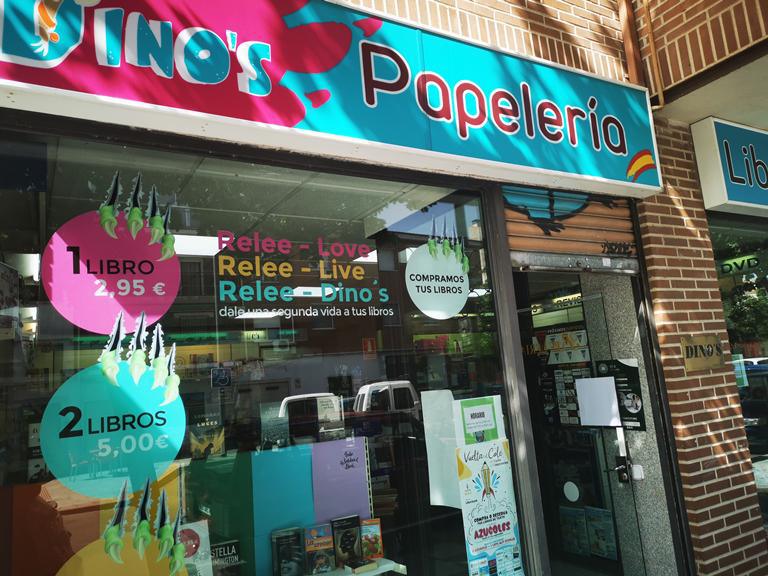 DINO'S
Papelería
Lib
1 LIBRO
2,95 €
Relee - Love
Relee - Live
Relee - Dino´s
dale una segunda vida a tus libros
COMPRAMOS
TUS LIBROS
2 LIBROS
5,00€
DVD
DINO'S
HORARIO
Vuelta al Cole
AZUCOLES
STELLA